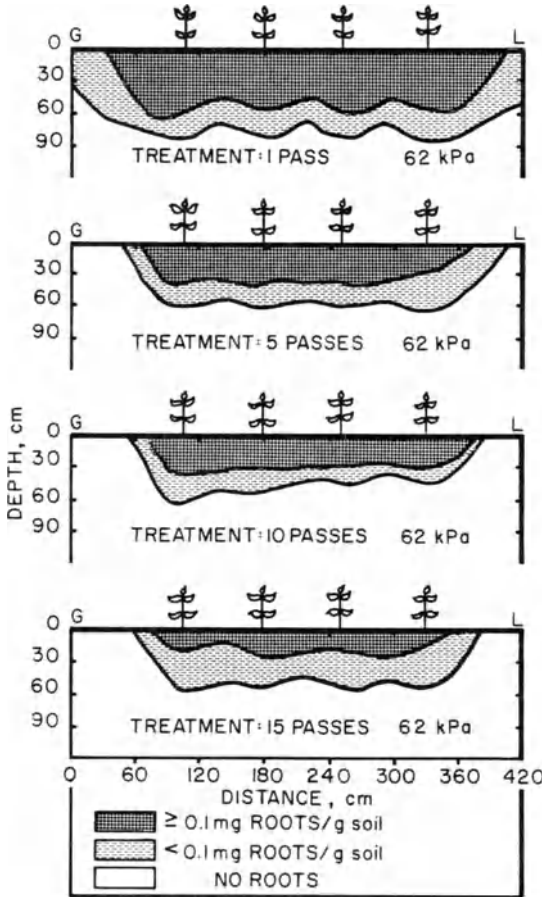 G L
0
30
60
90
TREATMENT: 1 PASS 62 kPa
G L
0
30
60
90
TREATMENT: 5 PASSES 62 kPa
G L
0
30
60
90
TREATMENT: 10 PASSES 62 kPa
DEPTH, cm
G L
0
30
60
90
TREATMENT: 15 PASSES 62 kPa
0 60 120 180 240 300 360 420
DISTANCE, cm
≥ 0.1 mg ROOTS/g soil
< 0.1 mg ROOTS/g soil
NO ROOTS